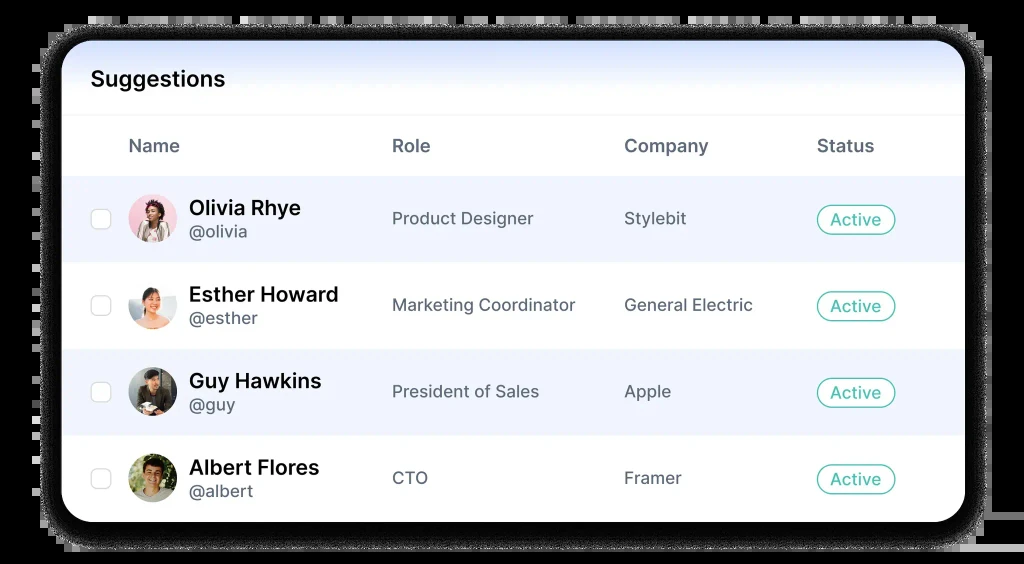 Suggestions
Name Role Company Status
Olivia Rhye
@olivia
Product Designer Stylebit Active
Esther Howard
@esther
Marketing Coordinator General Electric Active
Guy Hawkins
@guy
President of Sales Apple Active
Albert Flores
@albert
CTO Framer Active